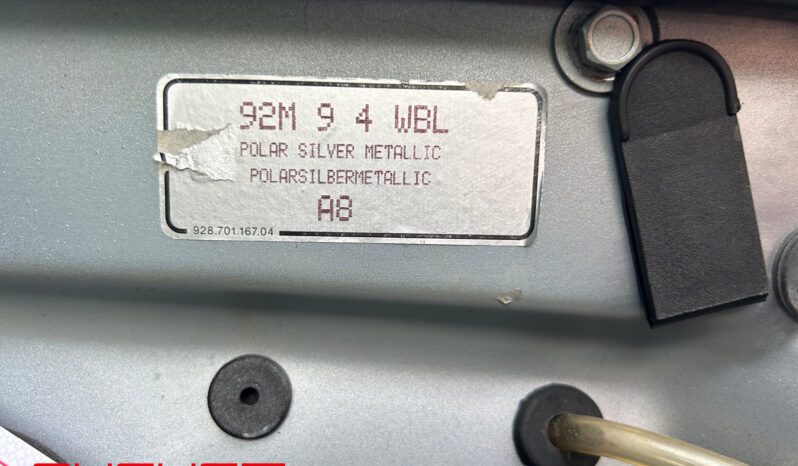 92M 9 4 WBL
POLAR SILVER METALLIC
POLARSILBERMETALLIC
A8
928.701.167.04